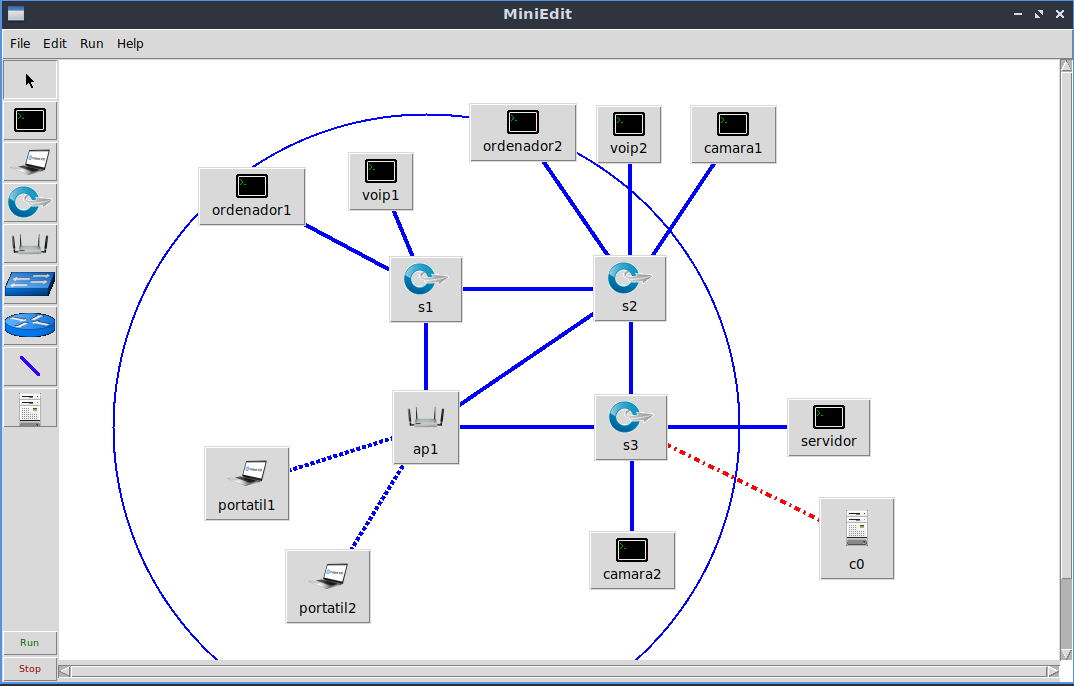 MiniEdit
File Edit Run Help
ordenador2
voip2
camara1
ordenador1
voip1
s1
s2
ap1
s3
servidor
portatil1
c0
camara2
portatil2
Run
Stop